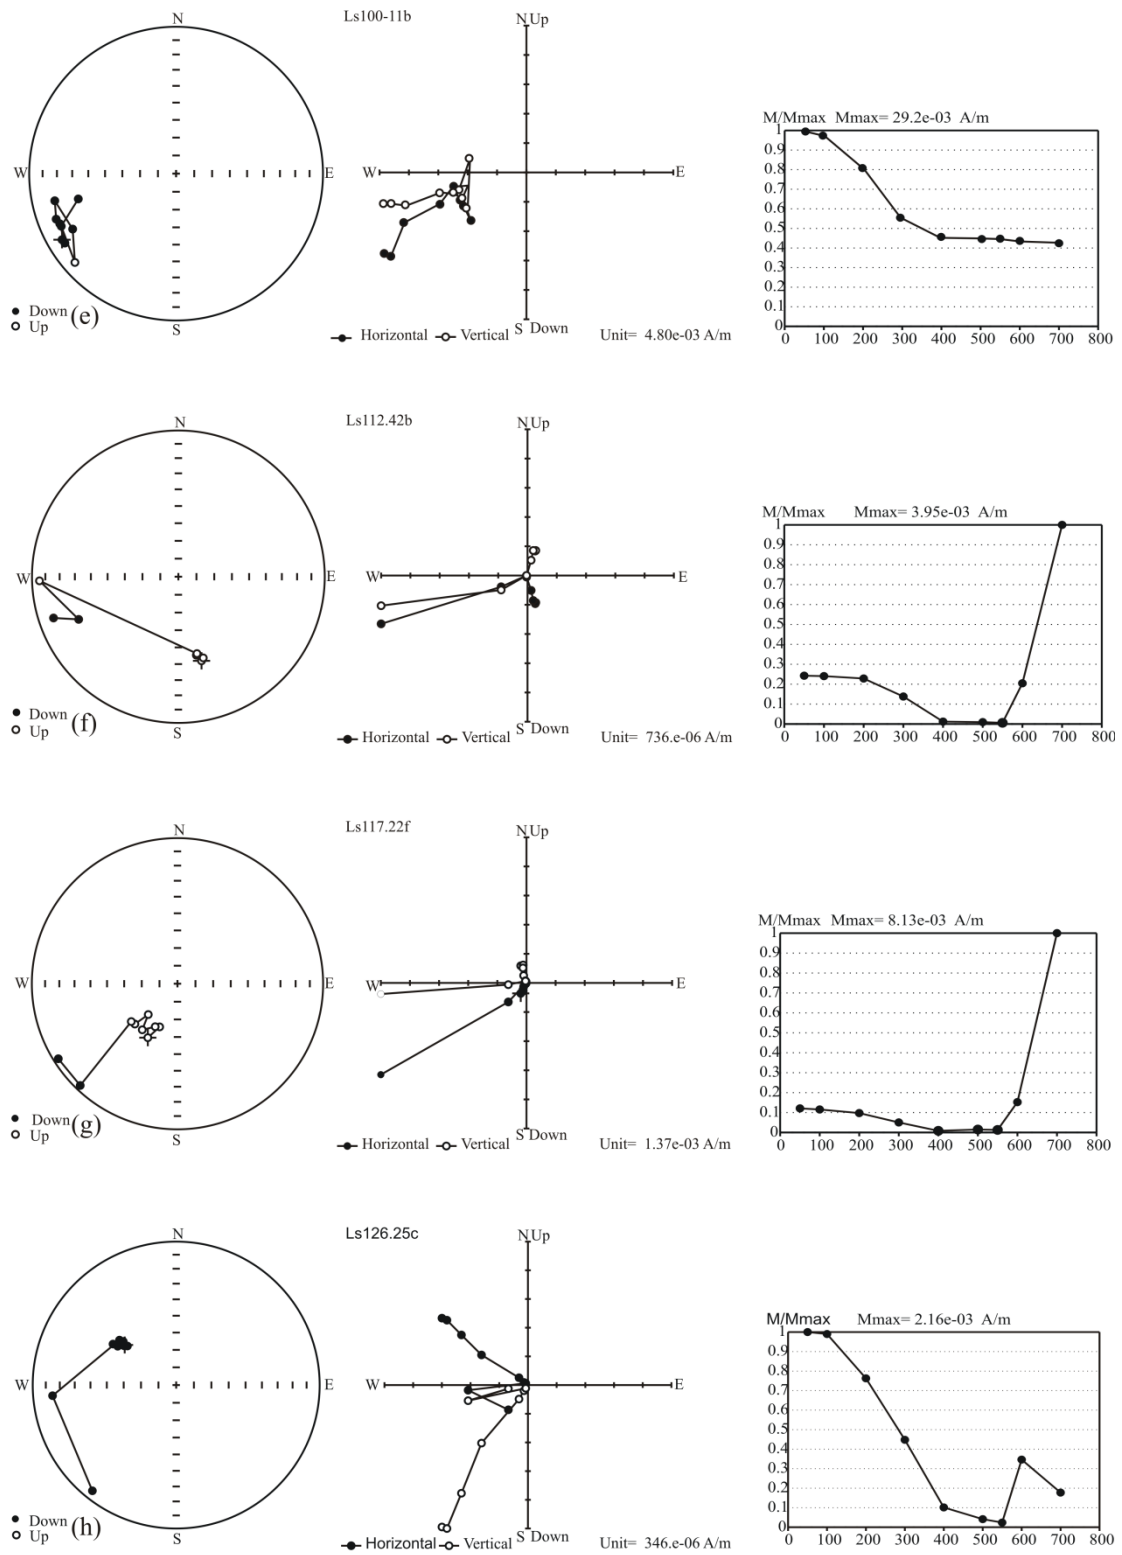 N
W
E
S
Down
Up
(e)
Ls100-11b
N Up
W
E
S Down
Horizontal Vertical Unit= 4.80e-03 A/m
M/Mmax Mmax= 29.2e-03 A/m
1
0.9
0.8
0.7
0.6
0.5
0.4
0.3
0.2
0.1
0
0 100 200 300 400 500 600 700 800
N
W
E
S
Down
Up
(f)
Ls112.42b
N Up
W
E
S Down
Horizontal Vertical Unit= 736.e-06 A/m
M/Mmax Mmax= 3.95e-03 A/m
1
0.9
0.8
0.7
0.6
0.5
0.4
0.3
0.2
0.1
0
0 100 200 300 400 500 600 700 800
N
W
E
S
Down
Up
(g)
Ls117.22f
N Up
W
E
S Down
Horizontal Vertical Unit= 1.37e-03 A/m
M/Mmax Mmax= 8.13e-03 A/m
1
0.9
0.8
0.7
0.6
0.5
0.4
0.3
0.2
0.1
0
0 100 200 300 400 500 600 700 800
N
W
E
S
Down
Up
(h)
Ls126.25c
N Up
W
E
S Down
Horizontal Vertical Unit= 346.e-06 A/m
M/Mmax Mmax= 2.16e-03 A/m
1
0.9
0.8
0.7
0.6
0.5
0.4
0.3
0.2
0.1
0
0 100 200 300 400 500 600 700 800